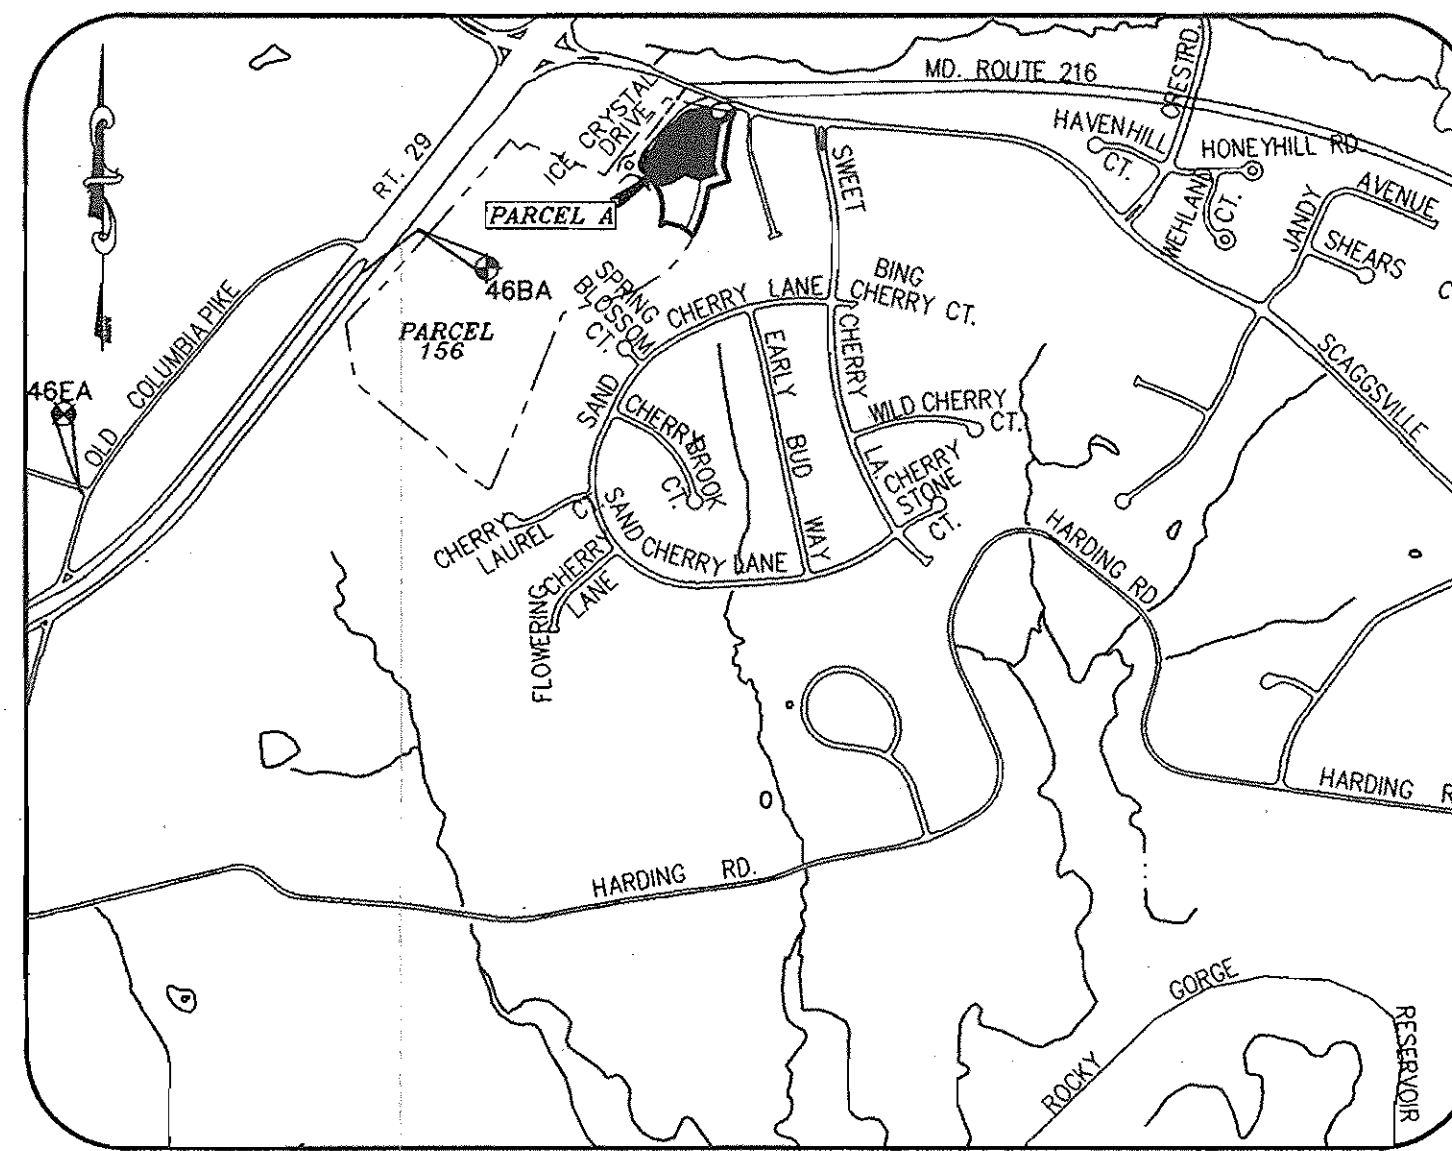 MD. ROUTE 216
CRESTRD.
ICE CRYSTAL
DRIVE
RT. 29
HAVENHILL
CT.
HONEYHILL RD.
SWEET
CHERRY
LA
WEHLAND
CT.
JANDY
AVENUE
SHEARS
C
PARCEL A
46BA
PARCEL
156
SPRING
BLOSSOM
CT.
SAND
CHERRY
LANE
BING
CHERRY CT.
OLD
COLUMBIA PIKE
46EA
EARLY
BUD
WAY
SCAGGSVILLE
WILD CHERRY
CT.
CHERRY
BROOK
CT.
CHERRY
STONE
CT.
CHERRY
LAUREL
CT.
SAND CHERRY LANE
FLOWERING
CHERRY
LANE
HARDING RD
HARDING R
HARDING RD.
ROCKY
GORGE
RESERVOIR